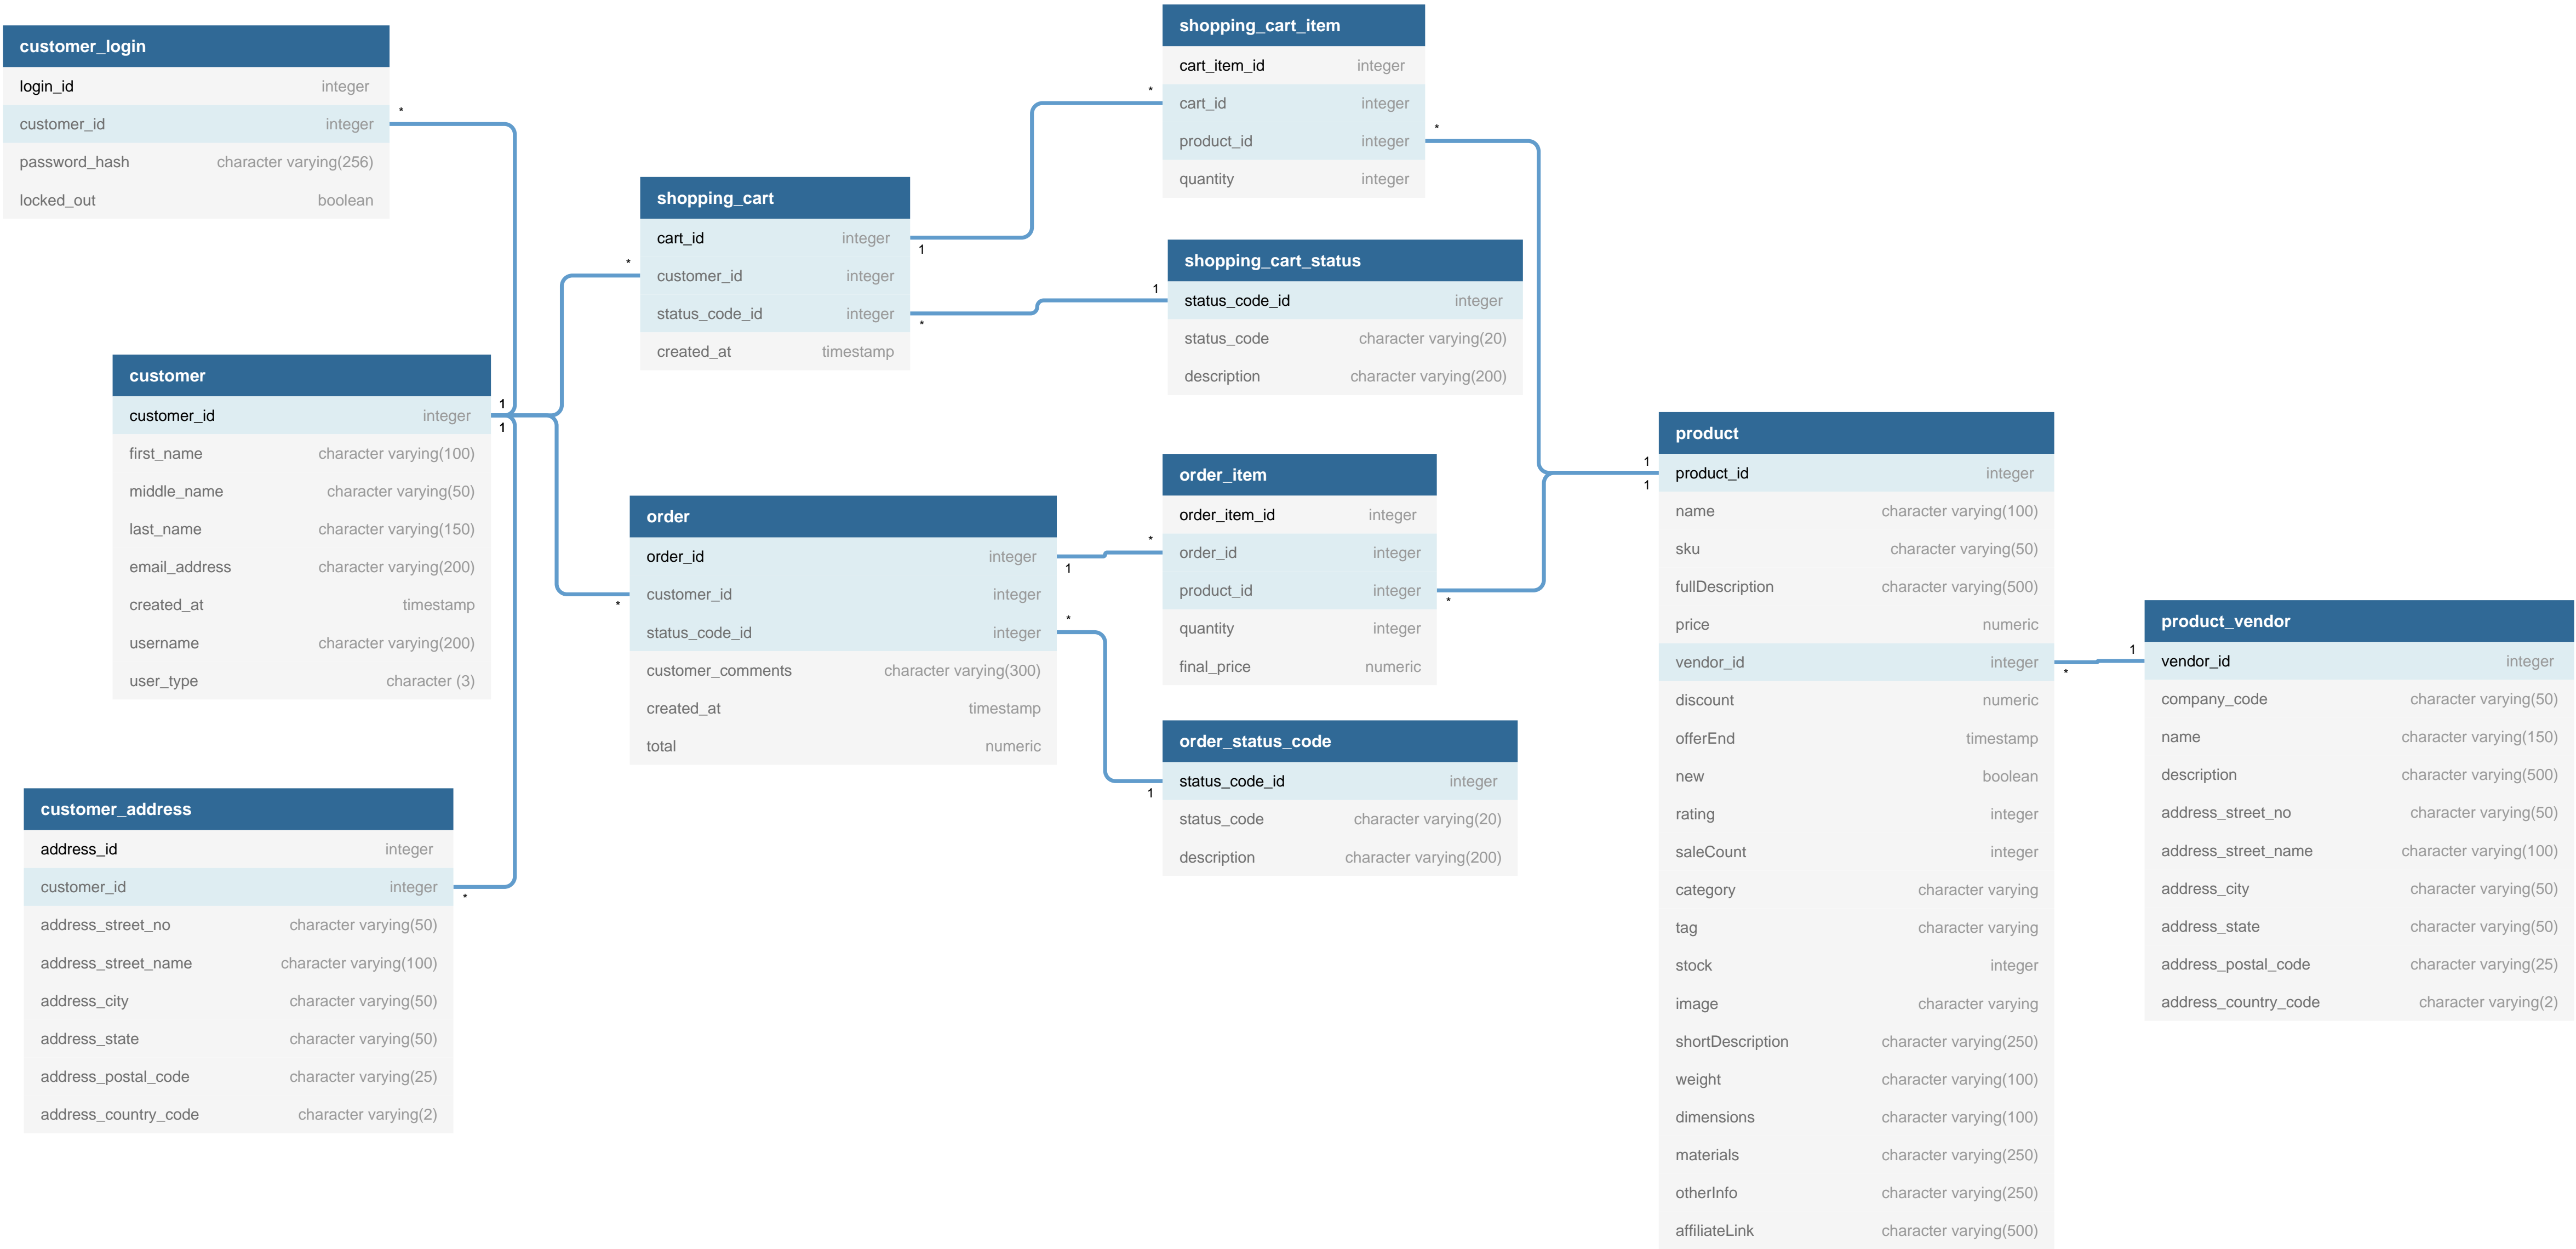 customer_login
login_id integer
customer_id integer
password_hash character varying(256)
locked_out boolean
*
customer
customer_id integer
first_name character varying(100)
middle_name character varying(50)
last_name character varying(150)
email_address character varying(200)
created_at timestamp
username character varying(200)
user_type character (3)
1
1
customer_address
address_id integer
customer_id integer
address_street_no character varying(50)
address_street_name character varying(100)
address_city character varying(50)
address_state character varying(50)
address_postal_code character varying(25)
address_country_code character varying(2)
*
shopping_cart
cart_id integer
customer_id integer
status_code_id integer
created_at timestamp
*
1
*
order
order_id integer
customer_id integer
status_code_id integer
customer_comments character varying(300)
created_at timestamp
total numeric
*
1
*
shopping_cart_item
cart_item_id integer
cart_id integer
product_id integer
quantity integer
*
*
shopping_cart_status
status_code_id integer
status_code character varying(20)
description character varying(200)
1
order_item
order_item_id integer
order_id integer
product_id integer
quantity integer
final_price numeric
*
*
order_status_code
status_code_id integer
status_code character varying(20)
description character varying(200)
1
product
product_id integer
name character varying(100)
sku character varying(50)
fullDescription character varying(500)
price numeric
vendor_id integer
discount numeric
offerEnd timestamp
new boolean
rating integer
saleCount integer
category character varying
tag character varying
stock integer
image character varying
shortDescription character varying(250)
weight character varying(100)
dimensions character varying(100)
materials character varying(250)
otherInfo character varying(250)
affiliateLink character varying(500)
1
1
*
product_vendor
vendor_id integer
company_code character varying(50)
name character varying(150)
description character varying(500)
address_street_no character varying(50)
address_street_name character varying(100)
address_city character varying(50)
address_state character varying(50)
address_postal_code character varying(25)
address_country_code character varying(2)
1